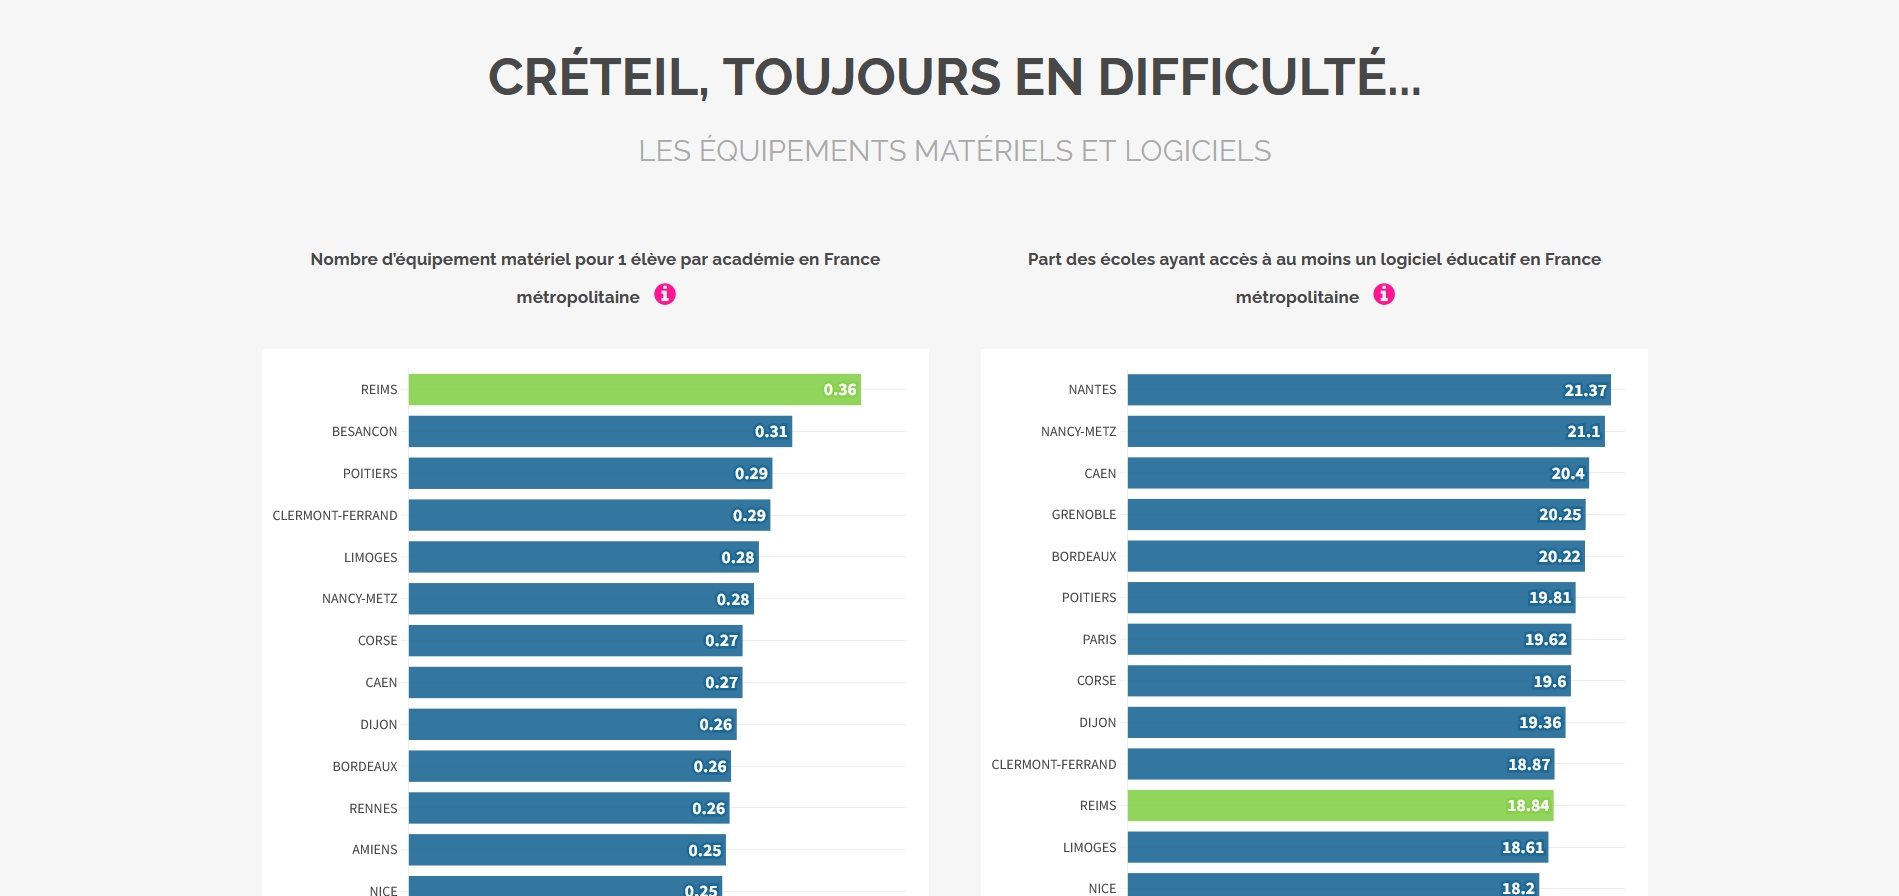 CRÉTEIL, TOUJOURS EN DIFFICULTÉ...
LES ÉQUIPEMENTS MATÉRIELS ET LOGICIELS
Nombre d'équipement matériel pour 1 élève par académie en France
métropolitaine
REIMS 0.36
BESANCON 0.31
POITIERS 0.29
CLERMONT-FERRAND 0.29
LIMOGES 0.28
NANCY-METZ 0.28
CORSE 0.27
CAEN 0.27
DIJON 0.26
BORDEAUX 0.26
RENNES 0.26
AMIENS 0.25
NICE 0.25
Part des écoles ayant accès à au moins un logiciel éducatif en France
métropolitaine
NANTES 21.37
NANCY-METZ 21.1
CAEN 20.4
GRENOBLE 20.25
BORDEAUX 20.22
POITIERS 19.81
PARIS 19.62
CORSE 19.6
DIJON 19.36
CLERMONT-FERRAND 18.87
REIMS 18.84
LIMOGES 18.61
NICE 18.2